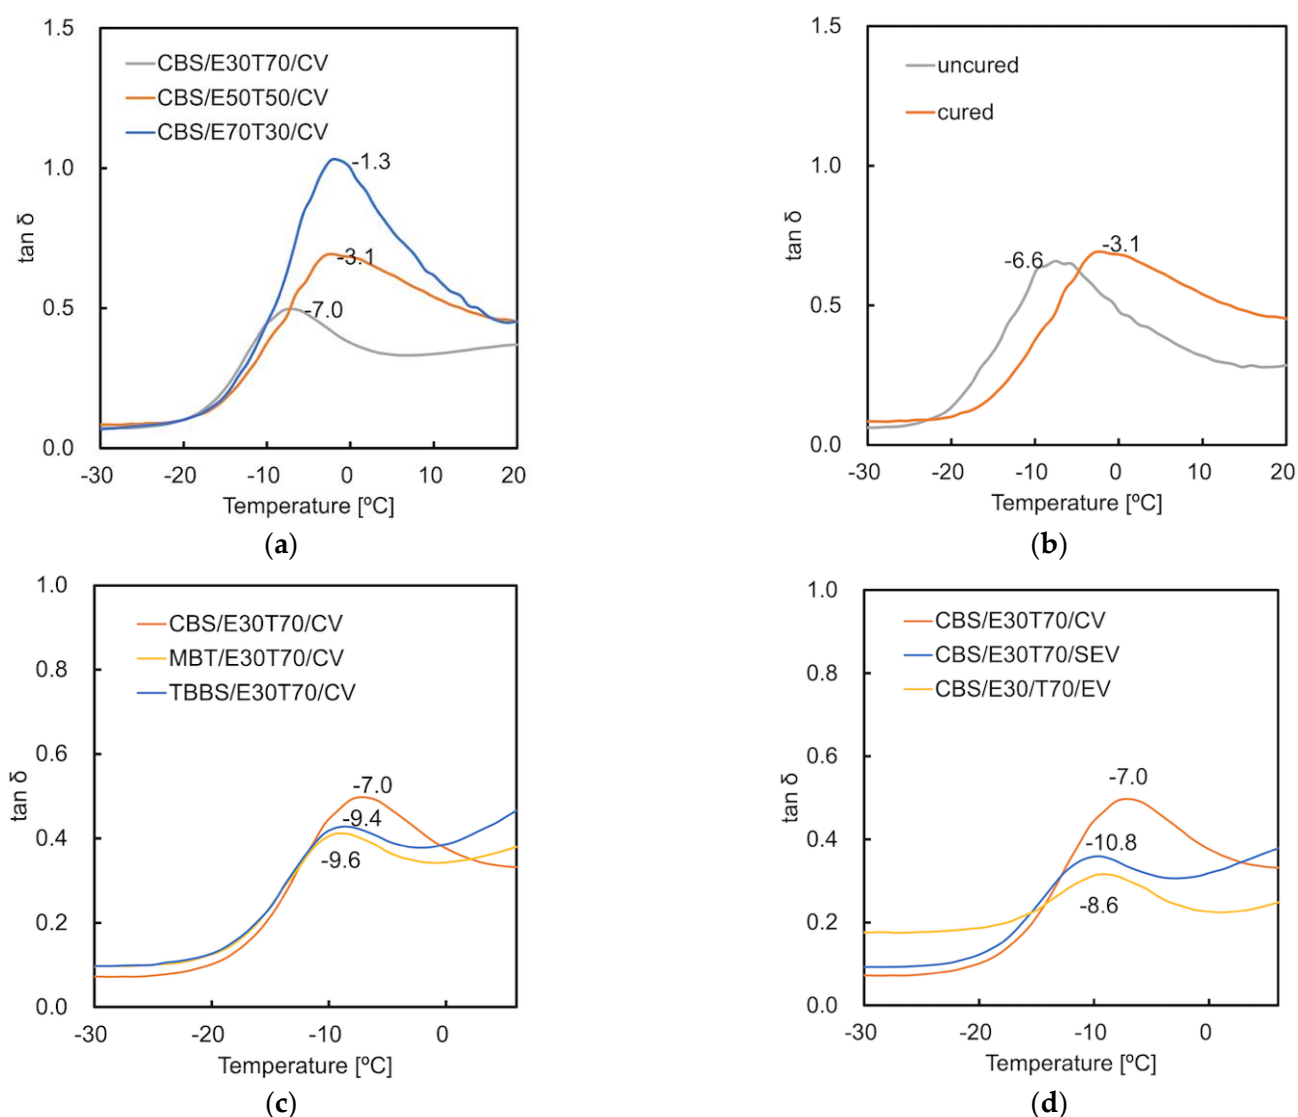 1.5
CBS/E30T70/CV
CBS/E50T50/CV
CBS/E70T30/CV
1.0
-1.3
tan δ
-3.1
0.5
-7.0
0.0
-30 -20 -10 0 10 20
Temperature [ºC]
(a)
1.5
uncured
cured
1.0
tan δ
-6.6
-3.1
0.5
0.0
-30 -20 -10 0 10 20
Temperature [ºC]
(b)
1.0
CBS/E30T70/CV
MBT/E30T70/CV
TBBS/E30T70/CV
0.8
0.6
tan δ
-7.0
-9.4
0.4
-9.6
0.2
0.0
-30 -20 -10 0
Temperature [ºC]
(c)
1.0
CBS/E30T70/CV
CBS/E30T70/SEV
CBS/E30/T70/EV
0.8
0.6
tan δ
-7.0
0.4
-10.8
-8.6
0.2
0.0
-30 -20 -10 0
Temperature [ºC]
(d)